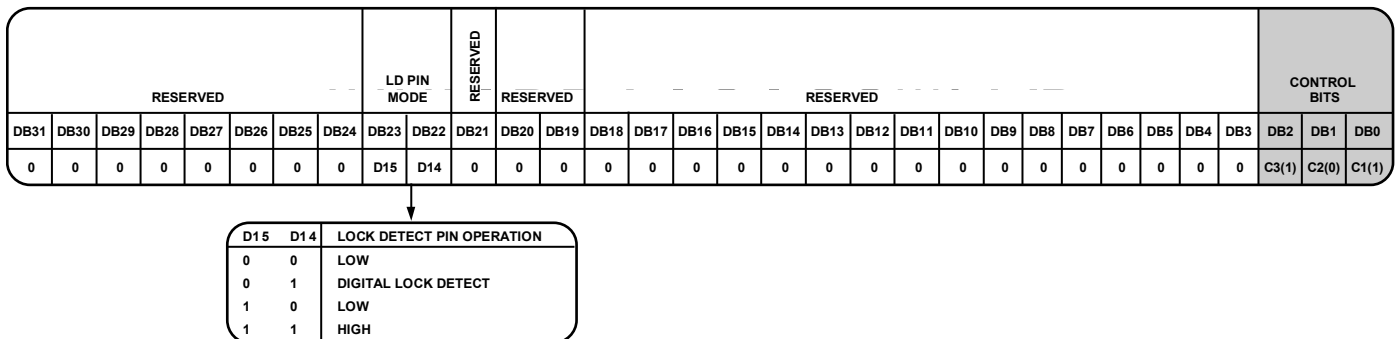 RESERVED
LD PIN
MODE
RESERVED
RESERVED
RESERVED
CONTROL
BITS
DB31 DB30 DB29 DB28 DB27 DB26 DB25 DB24 DB23 DB22 DB21 DB20 DB19 DB18 DB17 DB16 DB15 DB14 DB13 DB12 DB11 DB10 DB9 DB8 DB7 DB6 DB5 DB4 DB3 DB2 DB1 DB0
0 0 0 0 0 0 0 0 D15 D14 0 0 0 0 0 0 0 0 0 0 0 0 0 0 0 0 0 0 0 C3(1) C2(0) C1(1)
D15 D14 LOCK DETECT PIN OPERATION
0 0 LOW
0 1 DIGITAL LOCK DETECT
1 0 LOW
1 1 HIGH